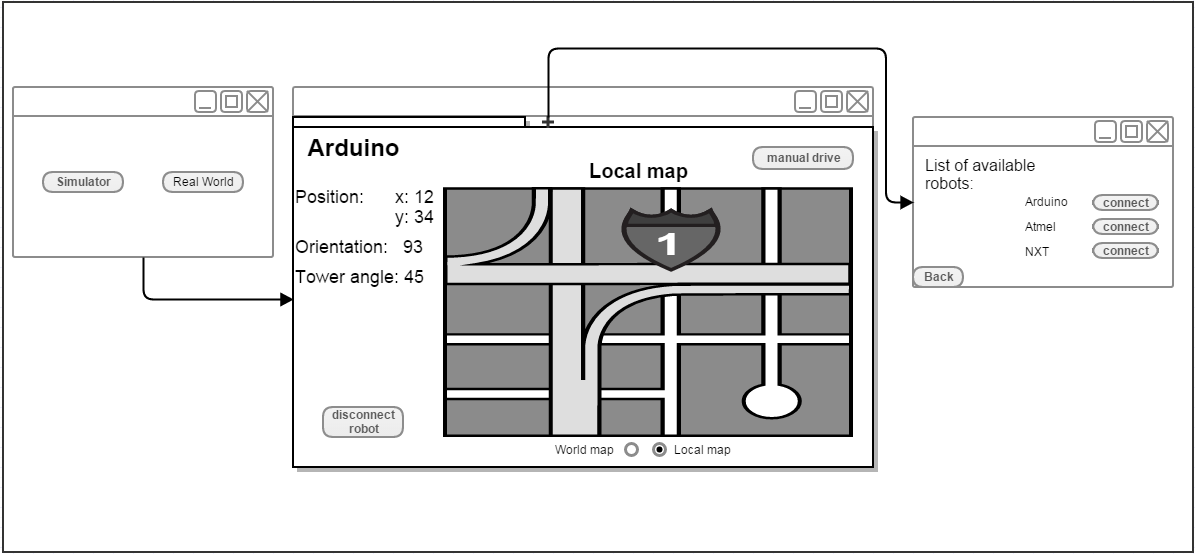 Simulator
Real World
+
Arduino
manual drive
Local map
Position: x: 12
y: 34
Orientation: 93
Tower angle: 45
1
disconnect
robot
World map
Local map
List of available
robots:
Arduino connect
Atmel connect
NXT connect
Back